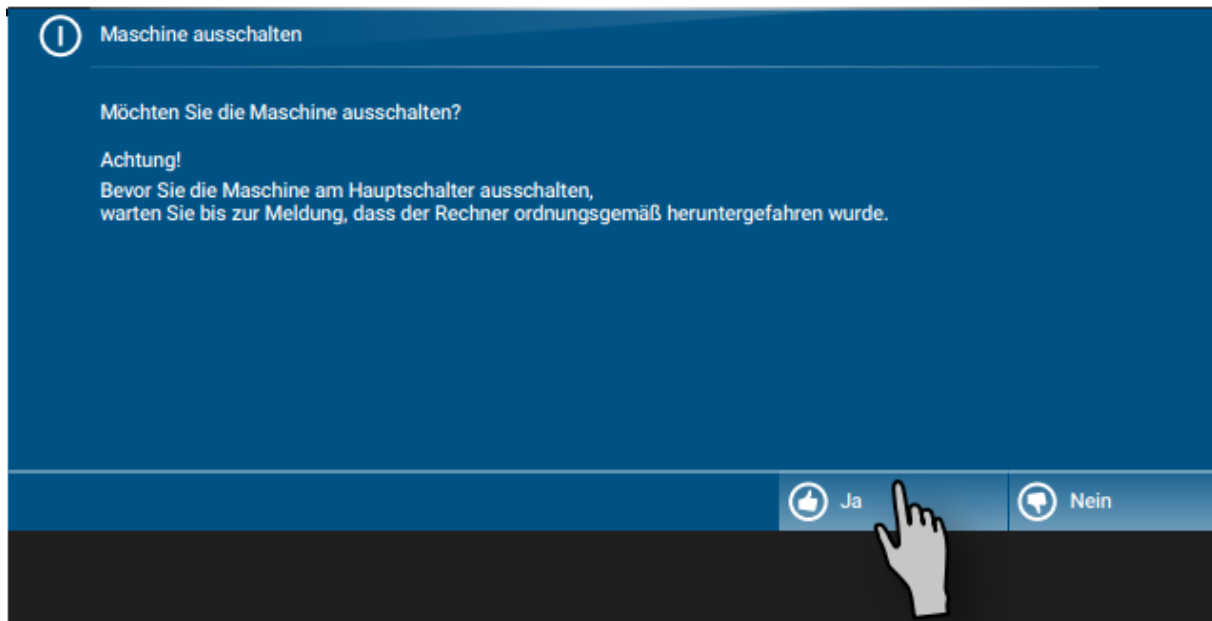 Maschine ausschalten
Möchten Sie die Maschine ausschalten?
Achtung!
Bevor Sie die Maschine am Hauptschalter ausschalten,
warten Sie bis zur Meldung, dass der Rechner ordnungsgemäß heruntergefahren wurde.
Ja
Nein